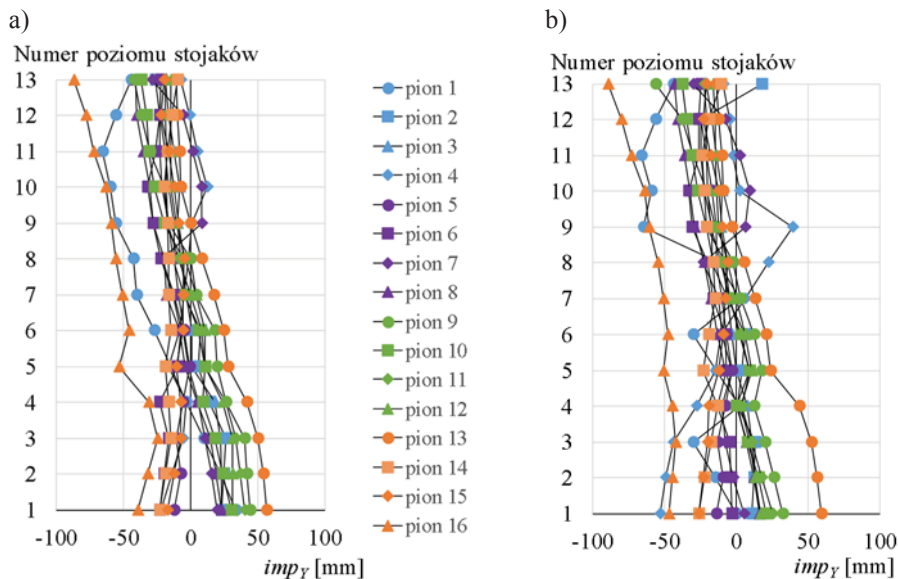 a)
Numer poziomu stojaków
13
12
11
10
9
8
7
6
5
4
3
2
1
-100 -50 0 50 100
imp_Y [mm]
pion 1
pion 2
pion 3
pion 4
pion 5
pion 6
pion 7
pion 8
pion 9
pion 10
pion 11
pion 12
pion 13
pion 14
pion 15
pion 16
b)
Numer poziomu stojaków
13
12
11
10
9
8
7
6
5
4
3
2
1
-100 -50 0 50 100
imp_Y [mm]